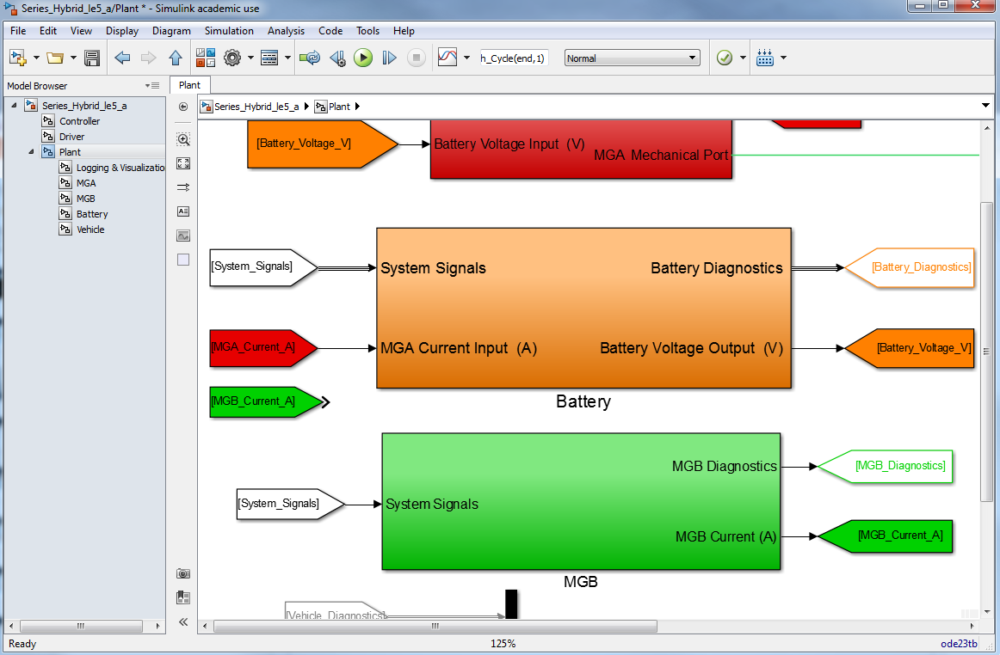 Series_Hybrid_le5_a/Plant * - Simulink academic use
File Edit View Display Diagram Simulation Analysis Code Tools Help
h_Cycle(end,1) Normal
Model Browser
Plant
Series_Hybrid_le5_a
Controller
Driver
Plant
Logging & Visualizatio
MGA
MGB
Battery
Vehicle
Series_Hybrid_le5_a Plant
[Battery_Voltage_V] Battery Voltage Input (V)
MGA Mechanical Port
[System_Signals] System Signals Battery Diagnostics [Battery_Diagnostics]
[MGA_Current_A] MGA Current Input (A) Battery Voltage Output (V) [Battery_Voltage_V]
Battery
[MGB_Current_A]
MGB Diagnostics [MGB_Diagnostics]
[System_Signals] System Signals
MGB Current (A) [MGB_Current_A]
MGB
[Vehicle_Diagnostics]
Ready 125% ode23tb